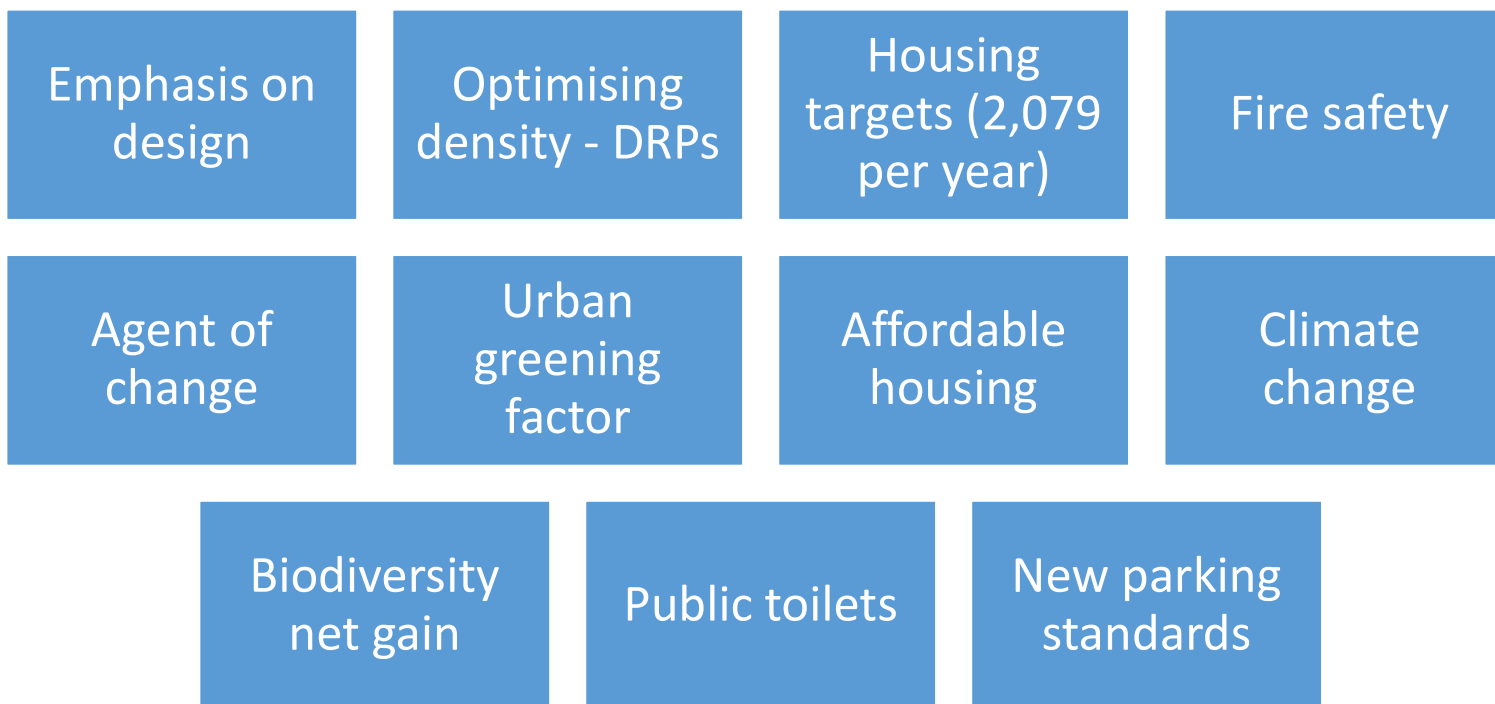 Emphasis on
design
Optimising
density - DRPs
Housing
targets (2,079
per year)
Fire safety
Agent of
change
Urban
greening
factor
Affordable
housing
Climate
change
Biodiversity
net gain
Public toilets
New parking
standards